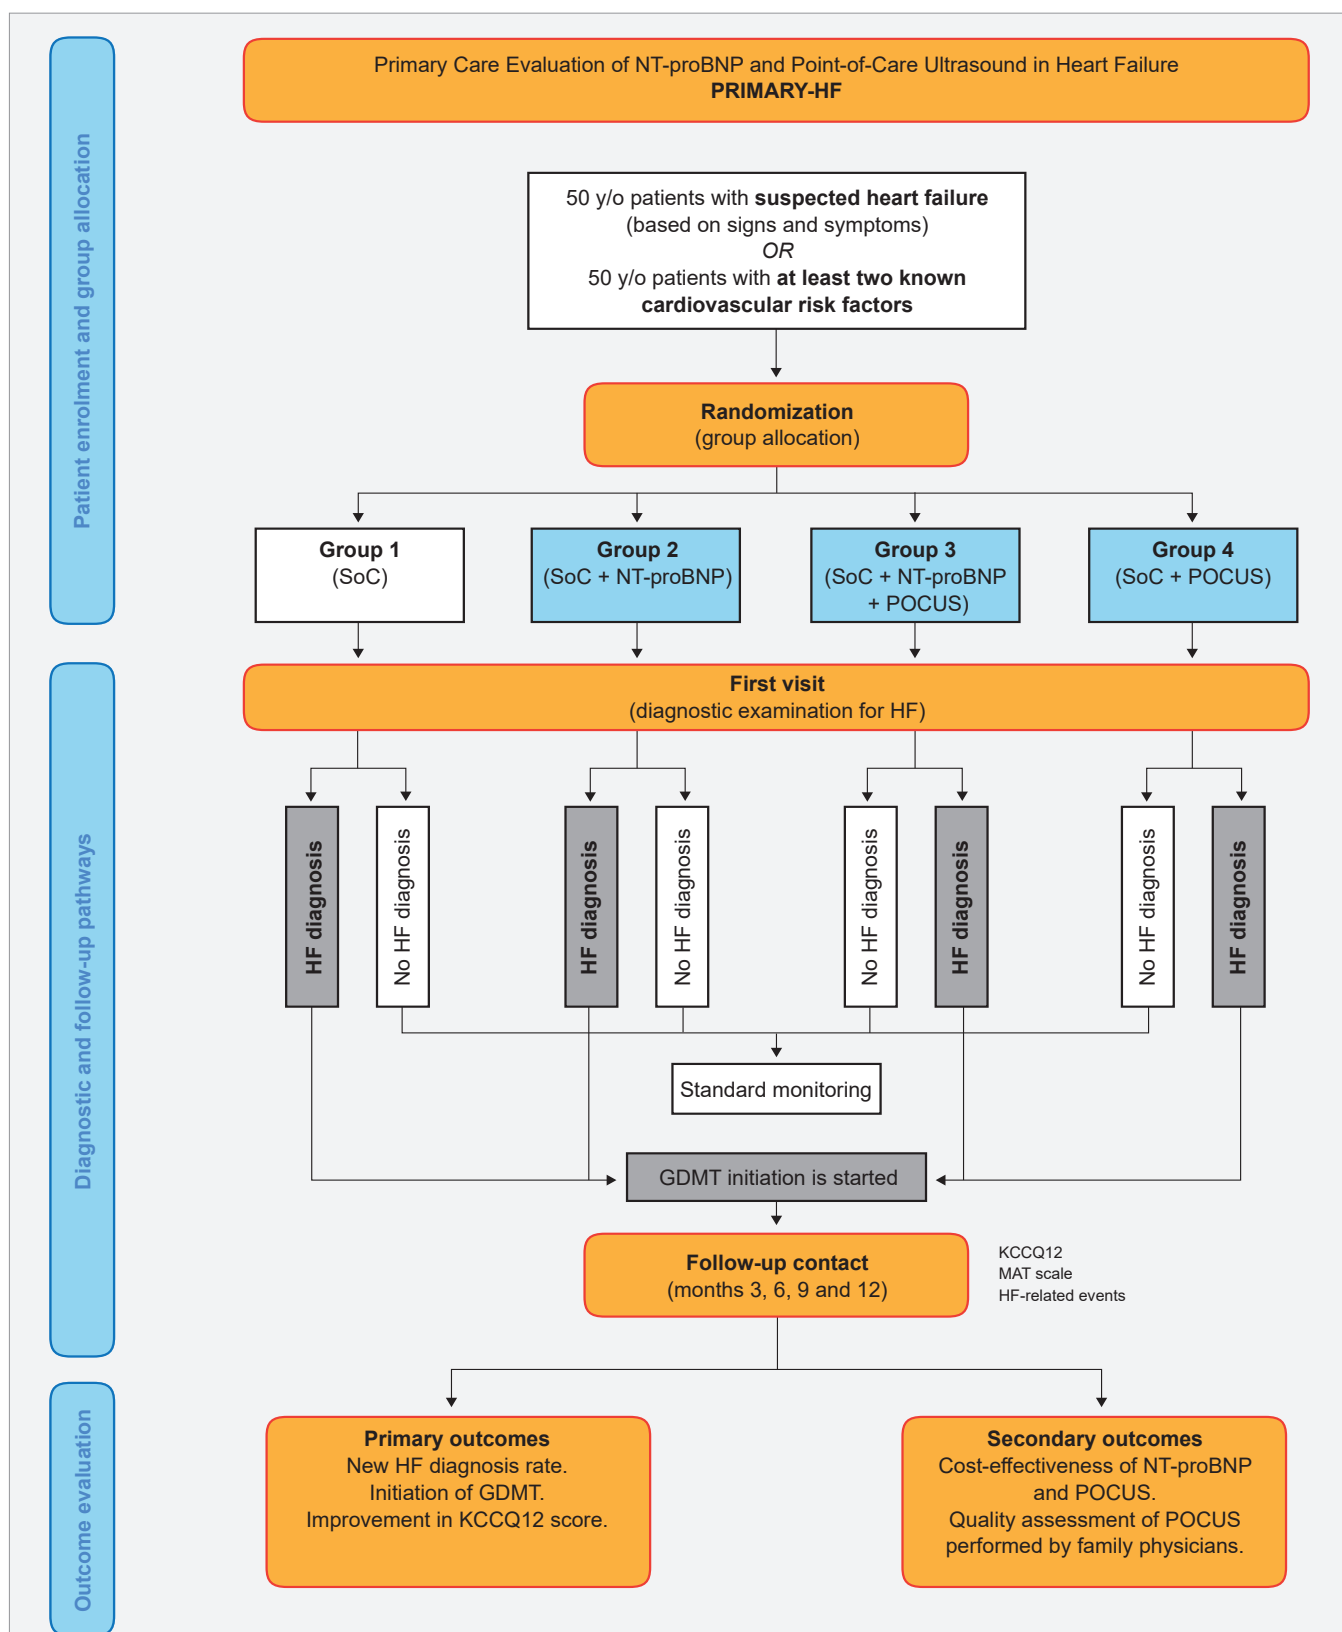 Patient enrolment and group allocation
Primary Care Evaluation of NT-proBNP and Point-of-Care Ultrasound in Heart Failure
PRIMARY-HF
50 y/o patients with suspected heart failure
(based on signs and symptoms)
OR
50 y/o patients with at least two known
cardiovascular risk factors
Randomization
(group allocation)
Group 1
(SoC)
Group 2
(SoC + NT-proBNP)
Group 3
(SoC + NT-proBNP
+ POCUS)
Group 4
(SoC + POCUS)
Diagnostic and follow-up pathways
First visit
(diagnostic examination for HF)
HF diagnosis
No HF diagnosis
HF diagnosis
No HF diagnosis
No HF diagnosis
HF diagnosis
No HF diagnosis
HF diagnosis
Standard monitoring
GDMT initiation is started
Follow-up contact
(months 3, 6, 9 and 12)
KCCQ12
MAT scale
HF-related events
Outcome evaluation
Primary outcomes
New HF diagnosis rate.
Initiation of GDMT.
Improvement in KCCQ12 score.
Secondary outcomes
Cost-effectiveness of NT-proBNP
and POCUS.
Quality assessment of POCUS
performed by family physicians.